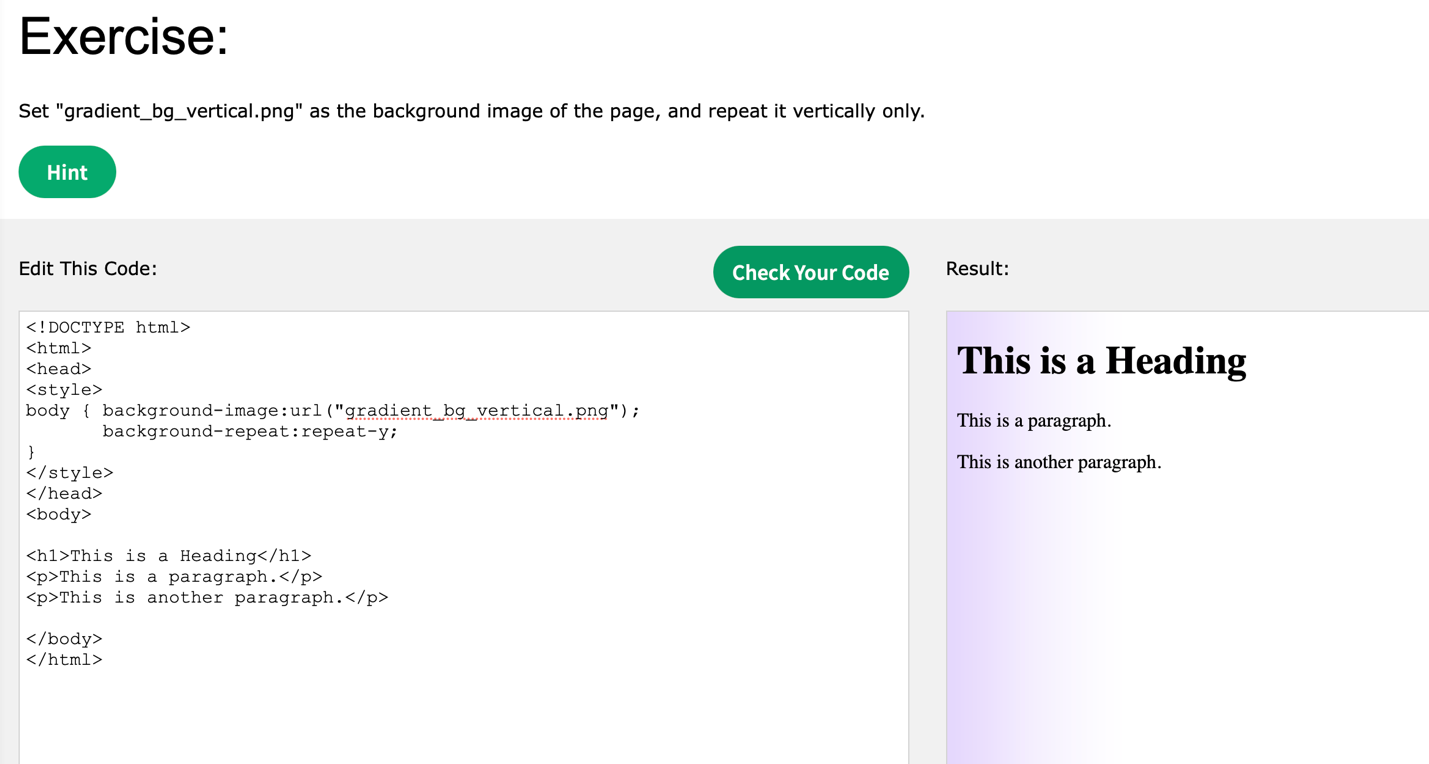 Exercise:
Set "gradient_bg_vertical.png" as the background image of the page, and repeat it vertically only.
Hint
Edit This Code:
Check Your Code
Result:
<!DOCTYPE html>
<html>
<head>
<style>
body { background-image:url("gradient_bg_vertical.png");
       background-repeat:repeat-y;
}
</style>
</head>
<body>

<h1>This is a Heading</h1>
<p>This is a paragraph.</p>
<p>This is another paragraph.</p>

</body>
</html>
This is a Heading
This is a paragraph.
This is another paragraph.